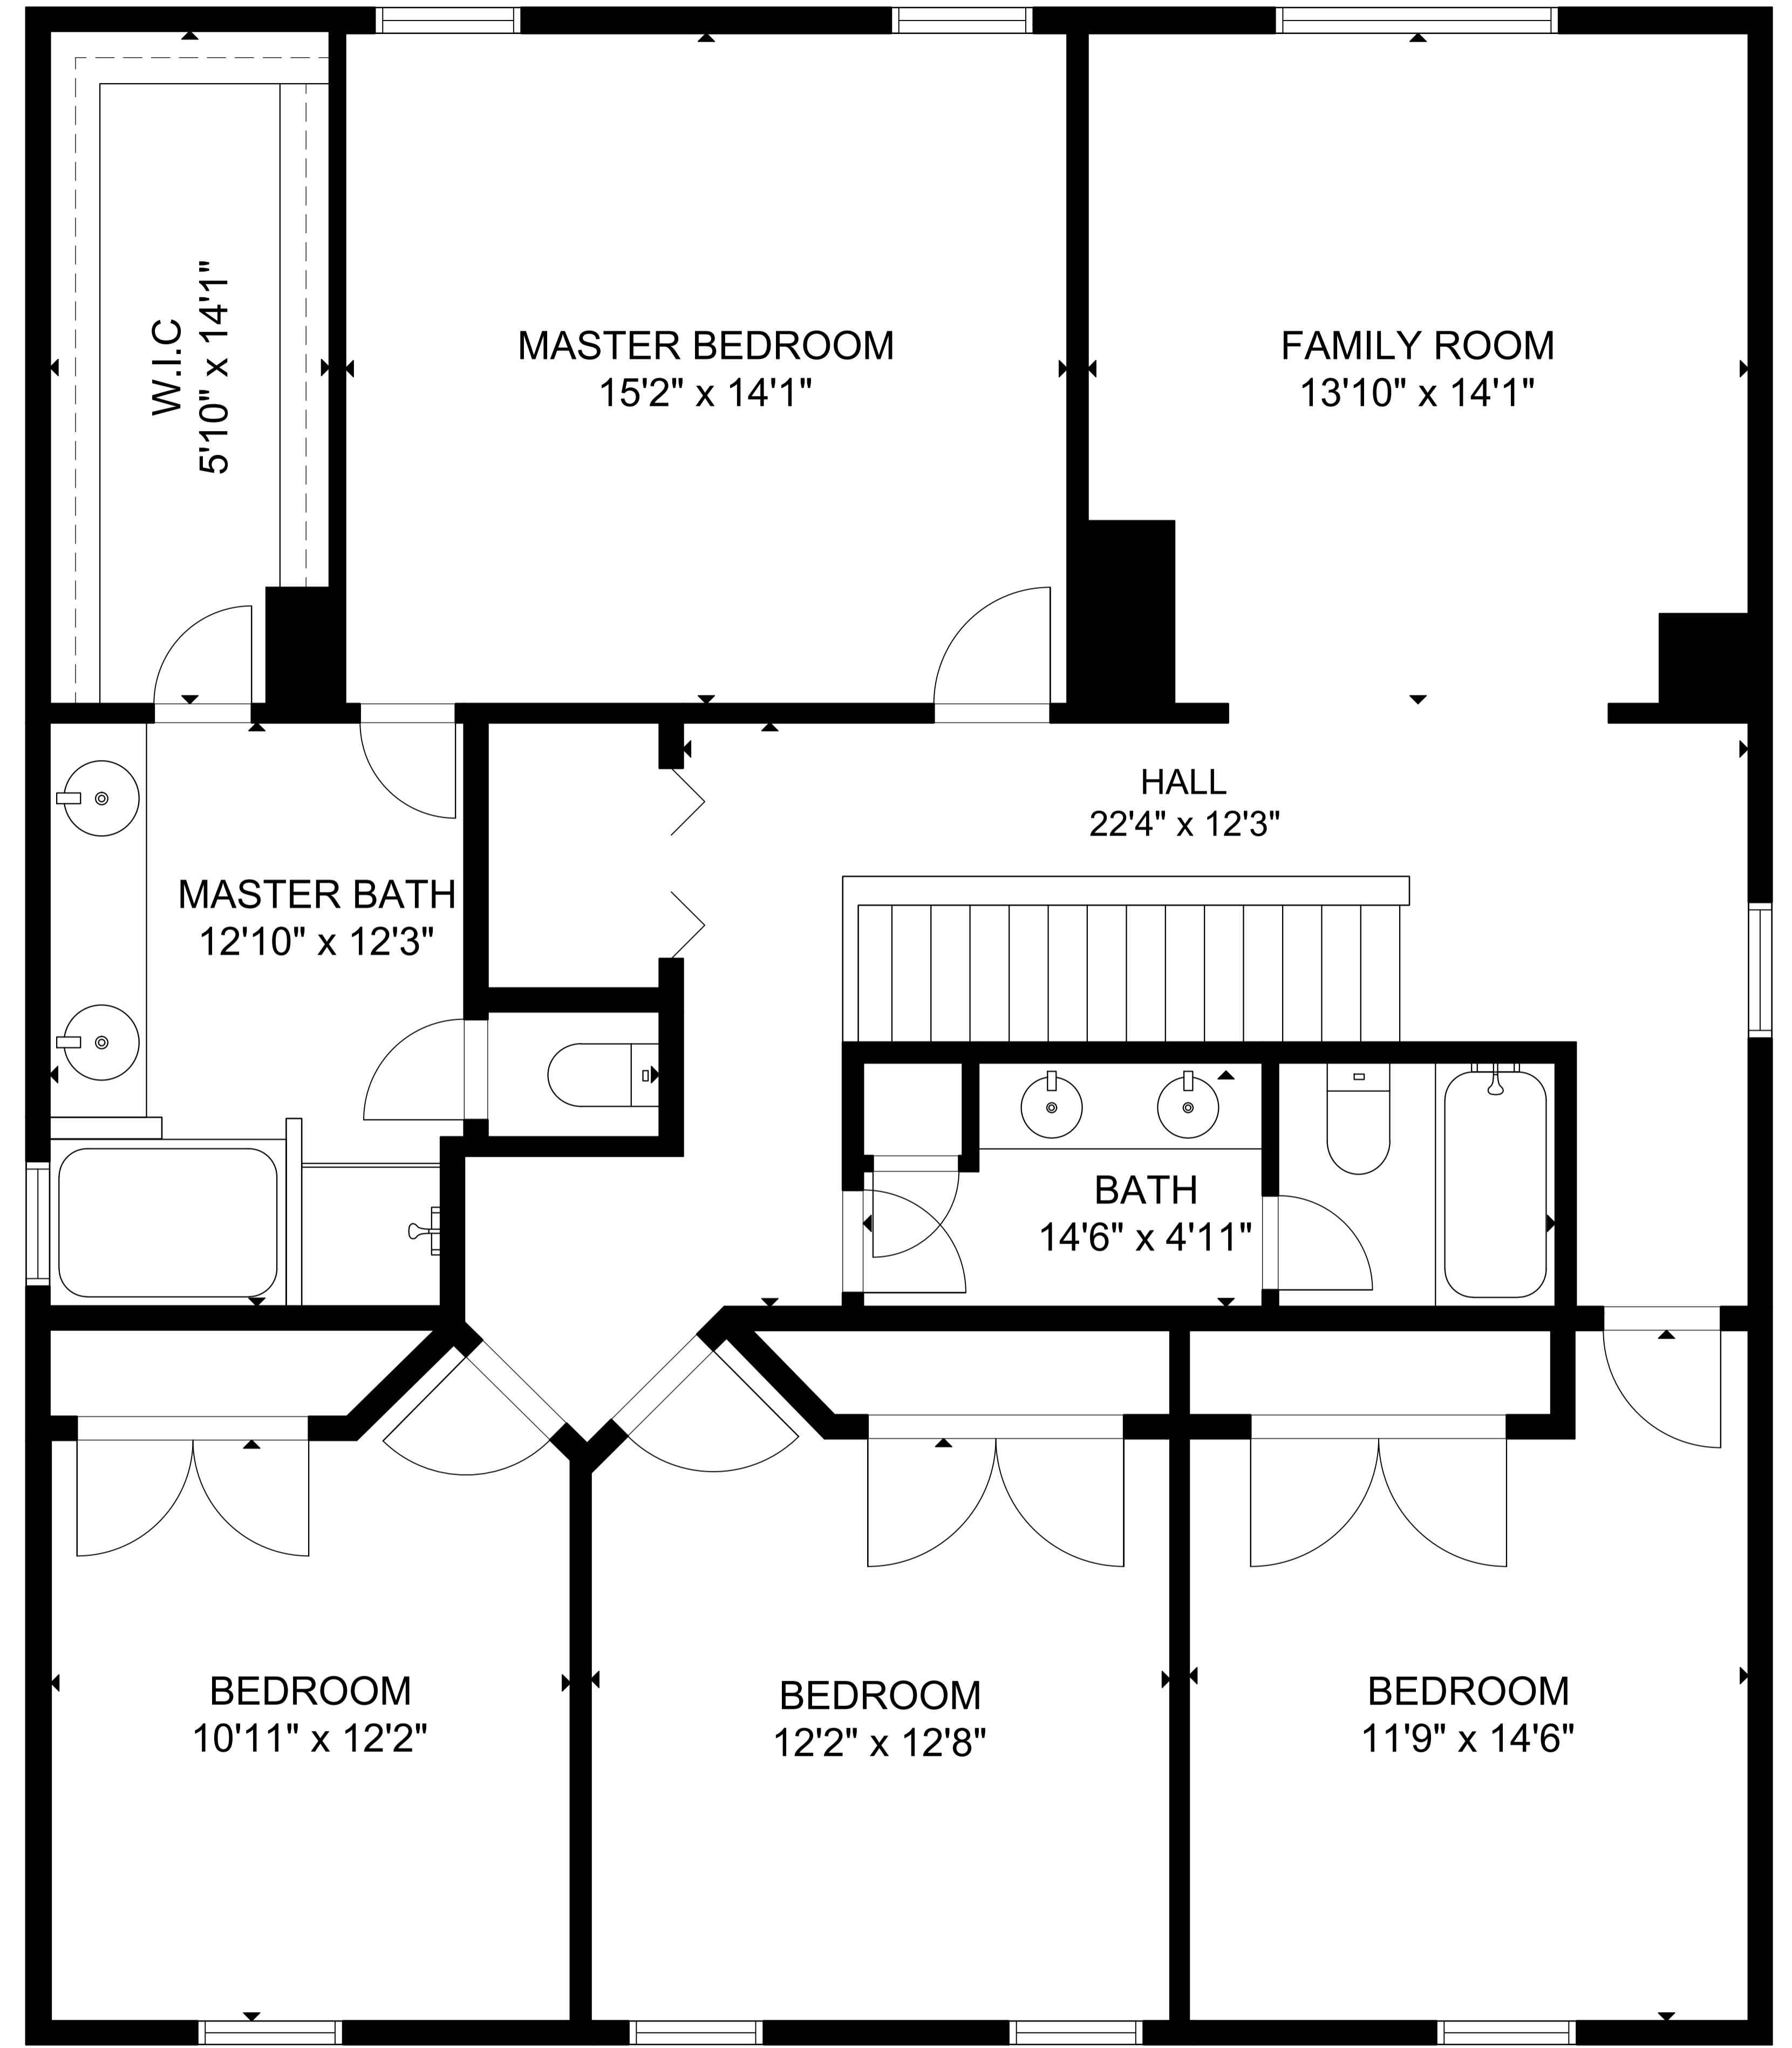 W.I.C
5'10" x 14'1"
MASTER BEDROOM
15'2" x 14'1"
FAMILY ROOM
13'10" x 14'1"
HALL
22'4" x 12'3"
MASTER BATH
12'10" x 12'3"
BATH
14'6" x 4'11"
BEDROOM
10'11" x 12'2"
BEDROOM
12'2" x 12'8"
BEDROOM
11'9" x 14'6"